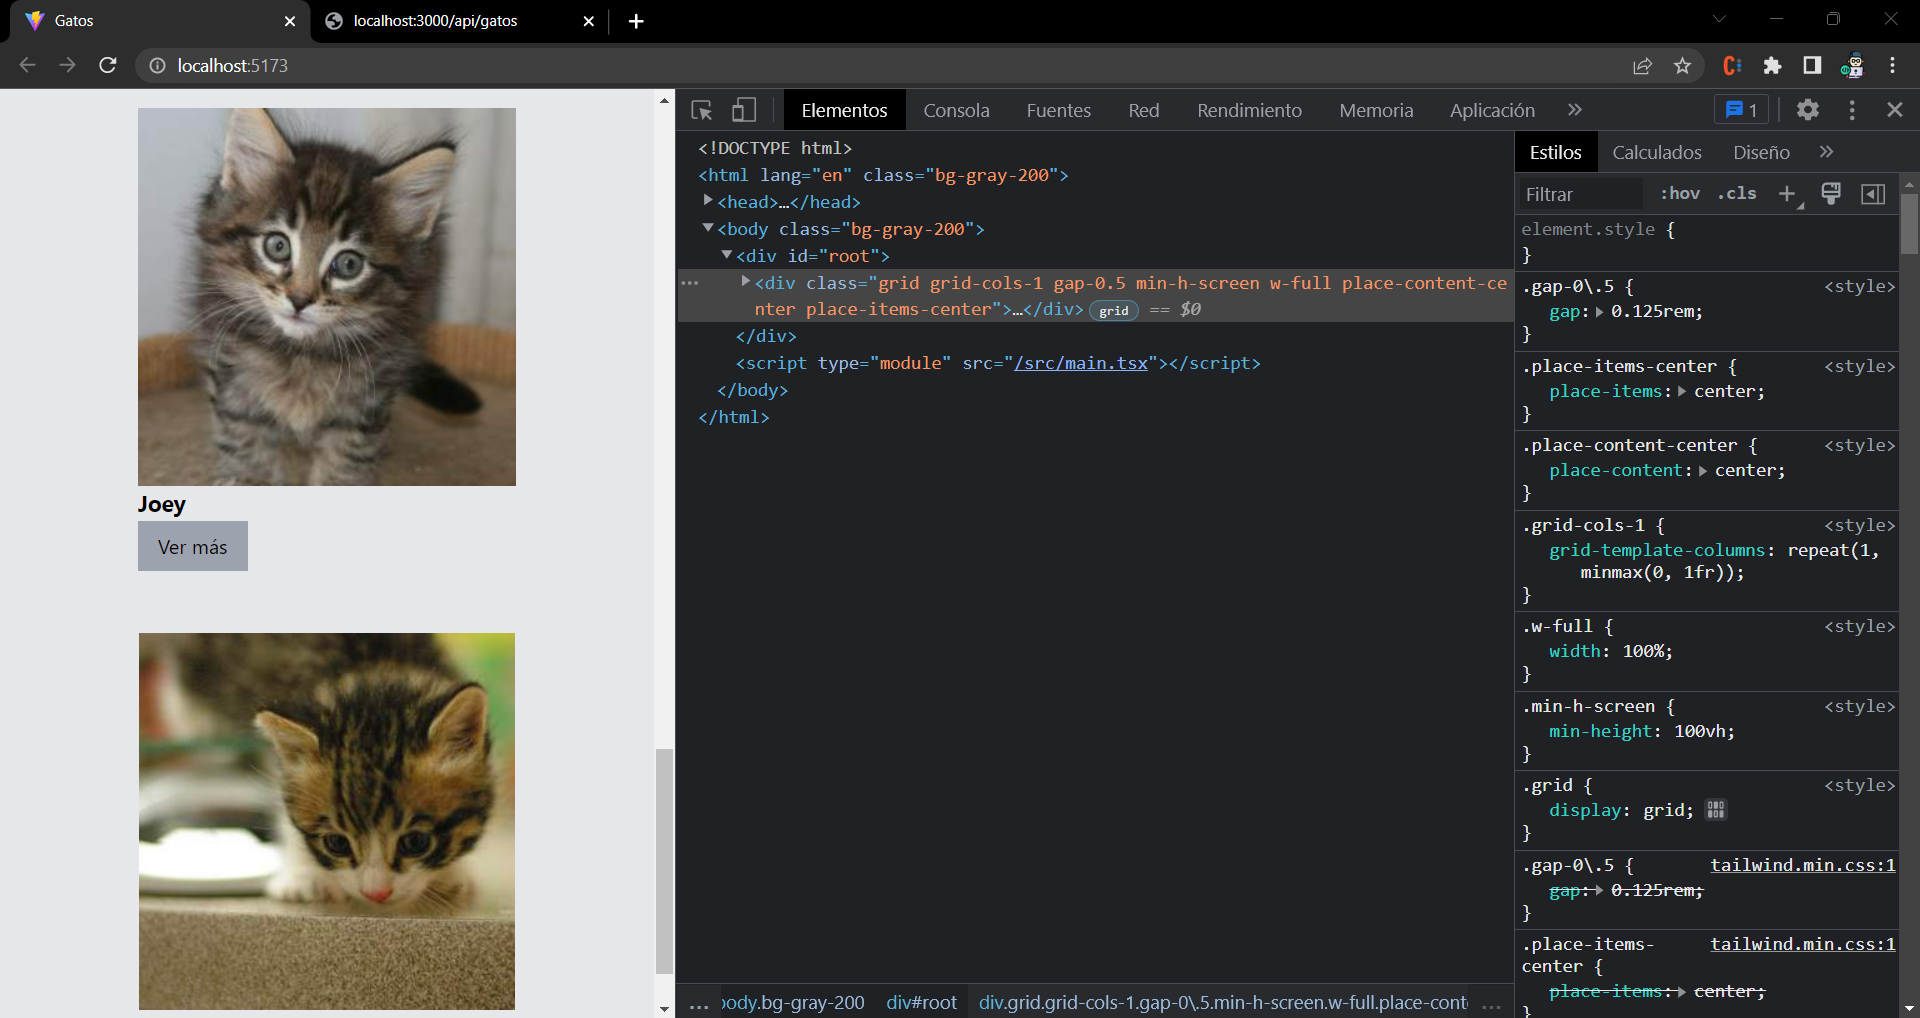 Gatos
localhost:3000/api/gatos
localhost:5173
Joey
Ver más
Elementos
Consola
Fuentes
Red
Rendimiento
Memoria
Aplicación
1
<!DOCTYPE html>
<html lang="en" class="bg-gray-200">
<head>…</head>
<body class="bg-gray-200">
<div id="root">
<div class="grid grid-cols-1 gap-0.5 min-h-screen w-full place-content-ce
nter place-items-center">…</div> grid == $0
</div>
<script type="module" src="/src/main.tsx"></script>
</body>
</html>
... body.bg-gray-200 div#root div.grid.grid-cols-1.gap-0\.5.min-h-screen.w-full.place-cont ...
Estilos
Calculados
Diseño
Filtrar
:hov
.cls
element.style {
}
.gap-0\.5 { <style>
gap: 0.125rem;
}
.place-items-center { <style>
place-items: center;
}
.place-content-center { <style>
place-content: center;
}
.grid-cols-1 { <style>
grid-template-columns: repeat(1,
minmax(0, 1fr));
}
.w-full { <style>
width: 100%;
}
.min-h-screen { <style>
min-height: 100vh;
}
.grid { <style>
display: grid;
}
.gap-0\.5 { tailwind.min.css:1
gap: 0.125rem;
}
.place-items- tailwind.min.css:1
center {
place-items: center;
}